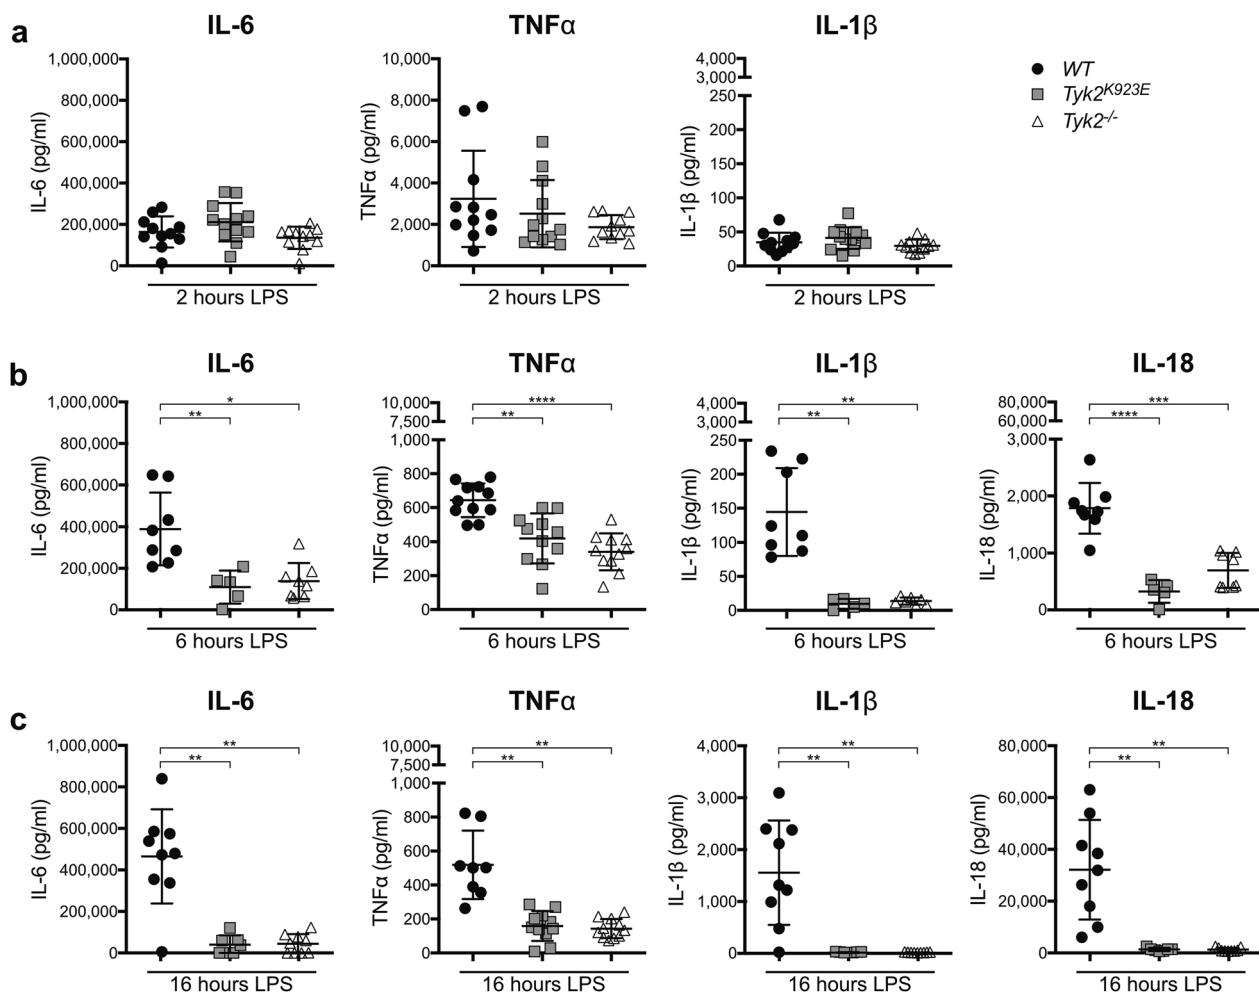 a
IL-6
TNFα
IL-1β
IL-6 (pg/ml)
1,000,000
800,000
600,000
400,000
200,000
0
2 hours LPS
TNFα (pg/ml)
10,000
8,000
6,000
4,000
2,000
0
2 hours LPS
IL-1β (pg/ml)
4,000
3,000
250
200
150
100
50
0
2 hours LPS
WT
Tyk2K923E
Tyk2-/-
b
IL-6
TNFα
IL-1β
IL-18
IL-6 (pg/ml)
1,000,000
800,000
600,000
400,000
200,000
0
*
**
6 hours LPS
TNFα (pg/ml)
10,000
7,500
1,000
800
600
400
200
0
****
**
6 hours LPS
IL-1β (pg/ml)
4,000
3,000
250
200
150
100
50
0
**
**
6 hours LPS
IL-18 (pg/ml)
80,000
60,000
3,000
2,000
1,000
0
***
****
6 hours LPS
c
IL-6
TNFα
IL-1β
IL-18
IL-6 (pg/ml)
1,000,000
800,000
600,000
400,000
200,000
0
**
**
16 hours LPS
TNFα (pg/ml)
10,000
7,500
1,000
800
600
400
200
0
**
**
16 hours LPS
IL-1β (pg/ml)
4,000
3,000
2,000
1,000
0
**
**
16 hours LPS
IL-18 (pg/ml)
80,000
60,000
40,000
20,000
0
**
**
16 hours LPS